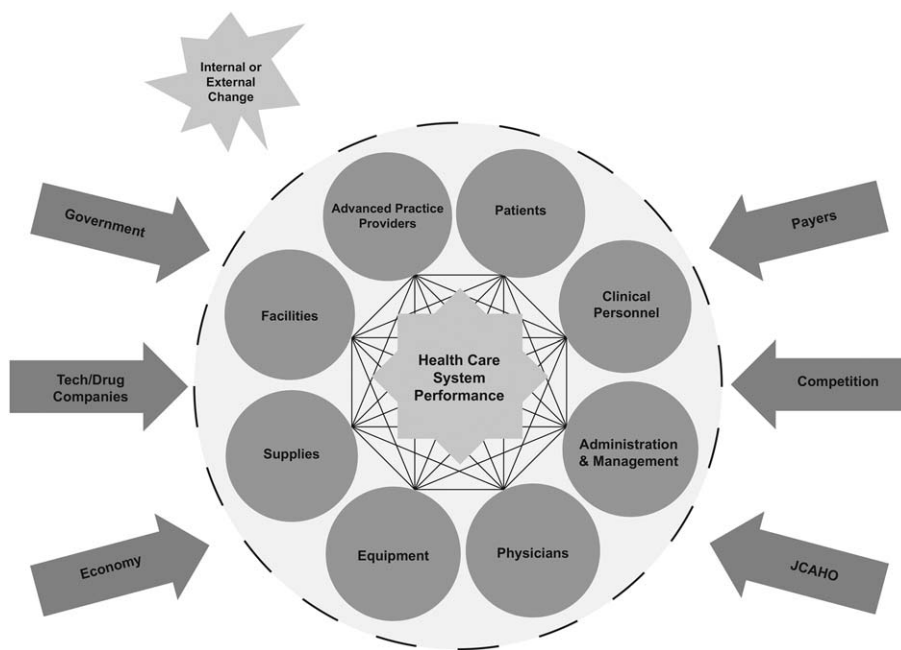 Internal or
External
Change
Government
Tech/Drug
Companies
Economy
Advanced Practice
Providers
Patients
Facilities
Clinical
Personnel
Health Care
System
Performance
Supplies
Administration
& Management
Equipment
Physicians
Payers
Competition
JCAHO